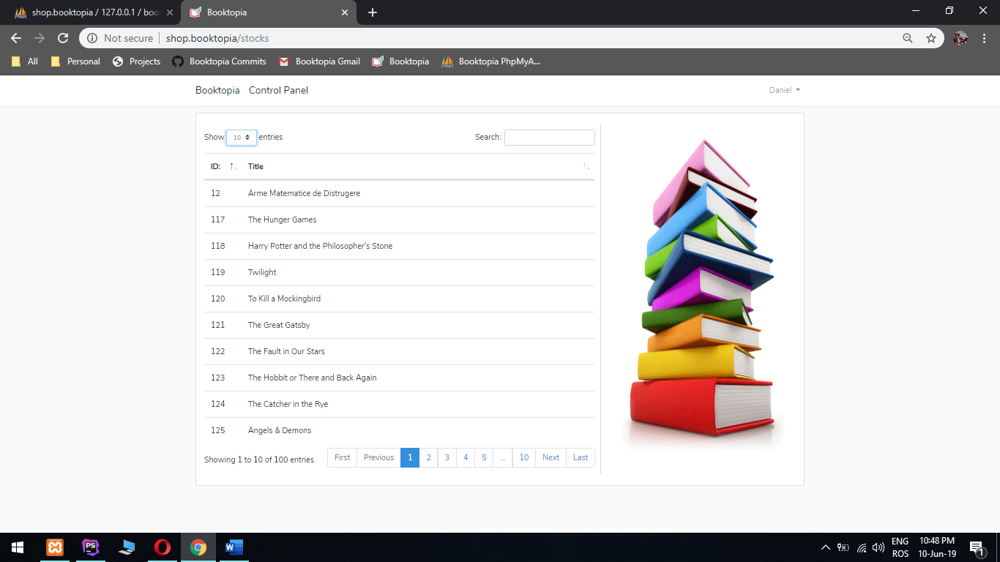 shop.booktopia / 127.0.0.1 / boo
Booktopia
Not secure shop.booktopia/stocks
All Personal Projects Booktopia Commits Booktopia Gmail Booktopia Booktopia PhpMyA...
Booktopia Control Panel Daniel
Show 10 entries Search:
ID: Title
12 Arme Matematice de Distrugere
117 The Hunger Games
118 Harry Potter and the Philosopher's Stone
119 Twilight
120 To Kill a Mockingbird
121 The Great Gatsby
122 The Fault in Our Stars
123 The Hobbit or There and Back Again
124 The Catcher in the Rye
125 Angels & Demons
Showing 1 to 10 of 100 entries First Previous 1 2 3 4 5 ... 10 Next Last
PS W ENG 10:48 PM
ROS 10-Jun-19 1